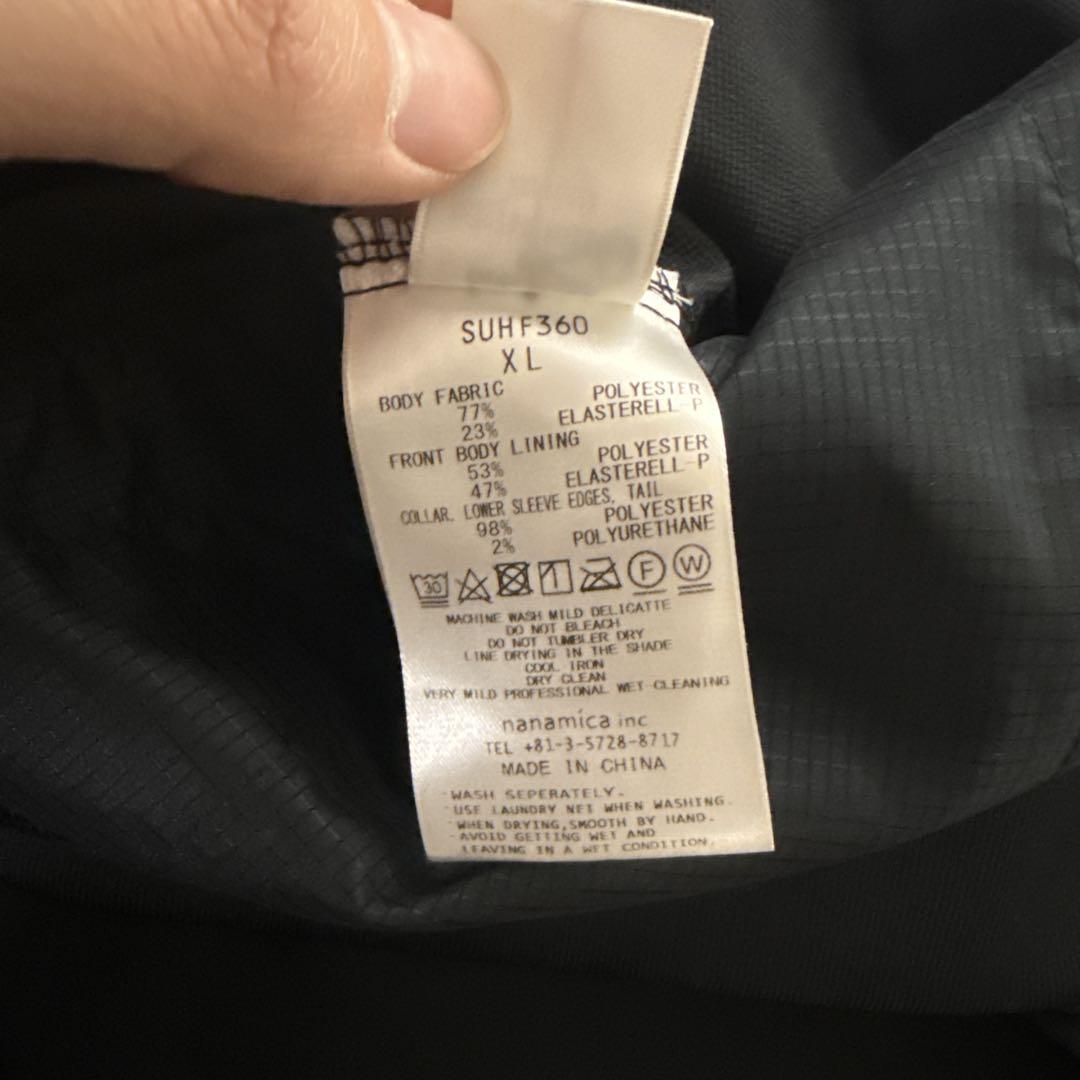 SUHF360
XL
BODY FABRIC
77% POLYESTER
23% ELASTERELL-P
FRONT BODY LINING
53% POLYESTER
47% ELASTERELL-P
COLLAR, LOWER SLEEVE EDGES, TAIL
98% POLYESTER
2% POLYURETHANE
30 F W
MACHINE WASH MILD DELICATTE
DO NOT BLEACH
DO NOT TUMBLER DRY
LINE DRYING IN THE SHADE
COOL IRON
DRY CLEAN
VERY MILD PROFESSIONAL WET CLEANING
nanamica inc
TEL +81-3-5728-8717
MADE IN CHINA
·WASH SEPERATELY.
·USE LAUNDRY NET WHEN WASHING.
·WHEN DRYING,SMOOTH BY HAND.
·AVOID GETTING WET AND
LEAVING IN A WET CONDITION.